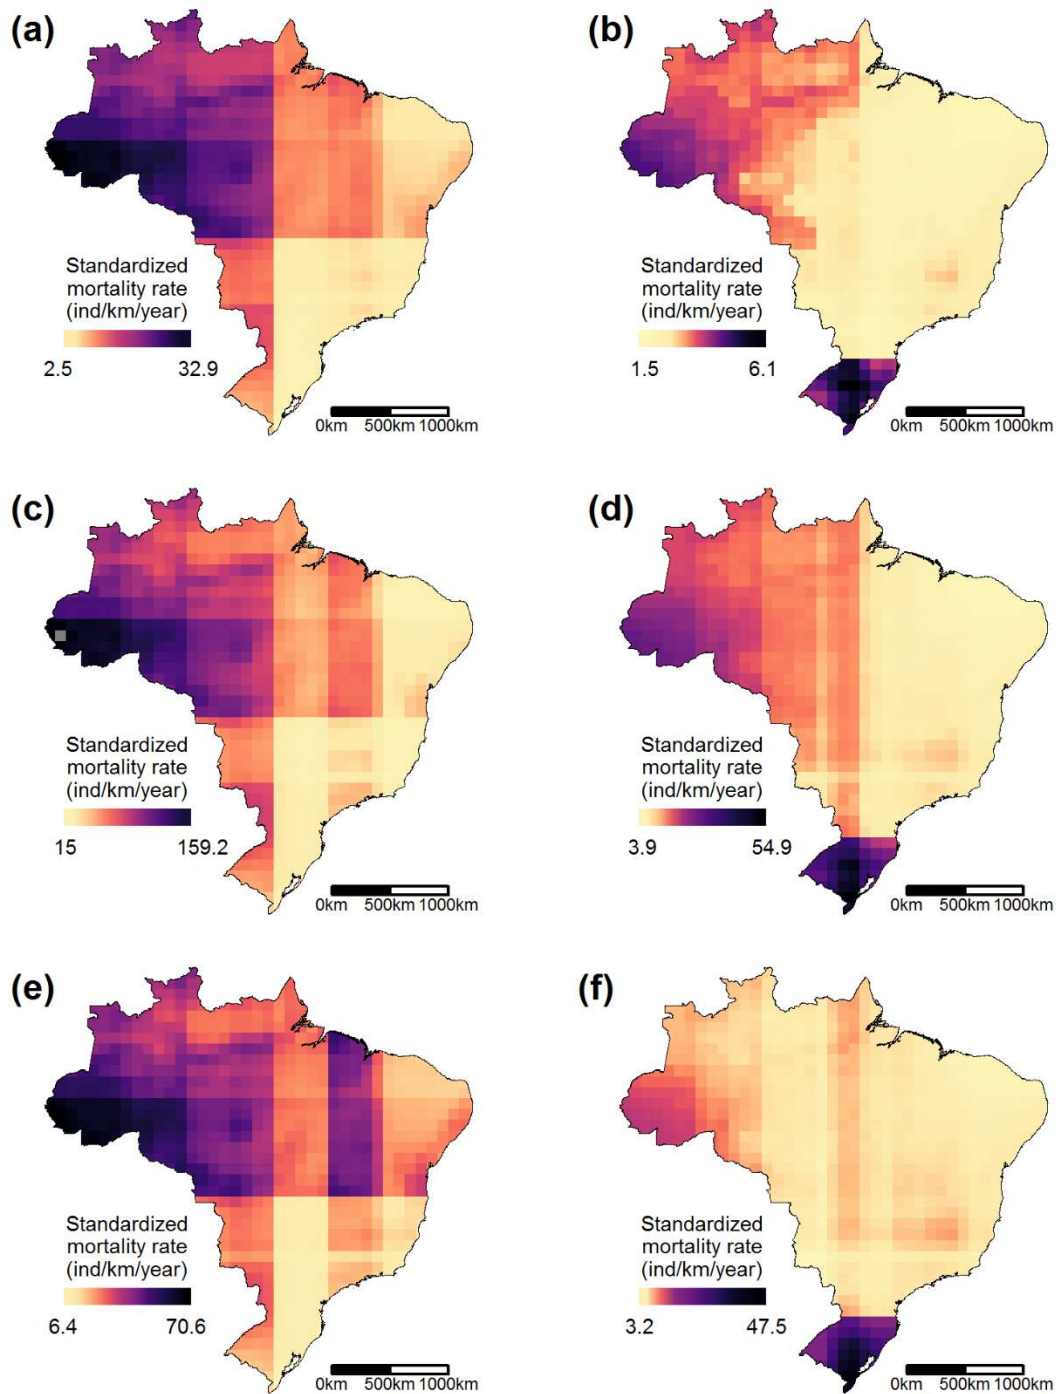 (a)
Standardized
mortality rate
(ind/km/year)
2.5 32.9
0km 500km 1000km
(b)
Standardized
mortality rate
(ind/km/year)
1.5 6.1
0km 500km 1000km
(c)
Standardized
mortality rate
(ind/km/year)
15 159.2
0km 500km 1000km
(d)
Standardized
mortality rate
(ind/km/year)
3.9 54.9
0km 500km 1000km
(e)
Standardized
mortality rate
(ind/km/year)
6.4 70.6
0km 500km 1000km
(f)
Standardized
mortality rate
(ind/km/year)
3.2 47.5
0km 500km 1000km